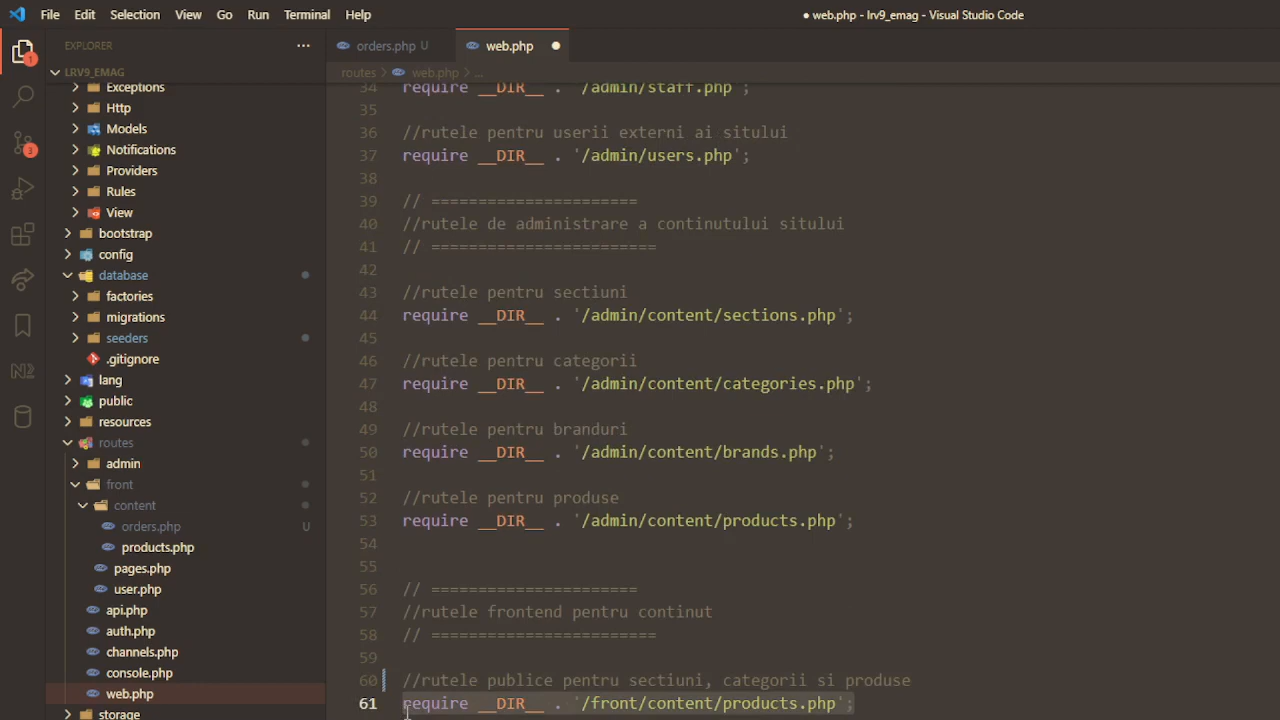 File Edit Selection View Go Run Terminal Help
● web.php - lrv9_emag - Visual Studio Code
EXPLORER ...
orders.php U
web.php ●
LRV9_EMAG
routes > web.php > ...
Exceptions
Http
Models
Notifications
Providers
Rules
View
bootstrap
config
database
factories
migrations
seeders
.gitignore
lang
public
resources
routes
admin
front
content
orders.php U
products.php
pages.php
user.php
api.php
auth.php
channels.php
console.php
web.php
storage
1
3
34 require __DIR__ . '/admin/staff.php';
35
36 //rutele pentru userii externi ai sitului
37 require __DIR__ . '/admin/users.php';
38
39 // ======================
40 //rutele de administrare a continutului sitului
41 // ========================
42
43 //rutele pentru sectiuni
44 require __DIR__ . '/admin/content/sections.php';
45
46 //rutele pentru categorii
47 require __DIR__ . '/admin/content/categories.php';
48
49 //rutele pentru branduri
50 require __DIR__ . '/admin/content/brands.php';
51
52 //rutele pentru produse
53 require __DIR__ . '/admin/content/products.php';
54
55
56 // ======================
57 //rutele frontend pentru continut
58 // ========================
59
60 //rutele publice pentru sectiuni, categorii si produse
61 require __DIR__ . '/front/content/products.php';